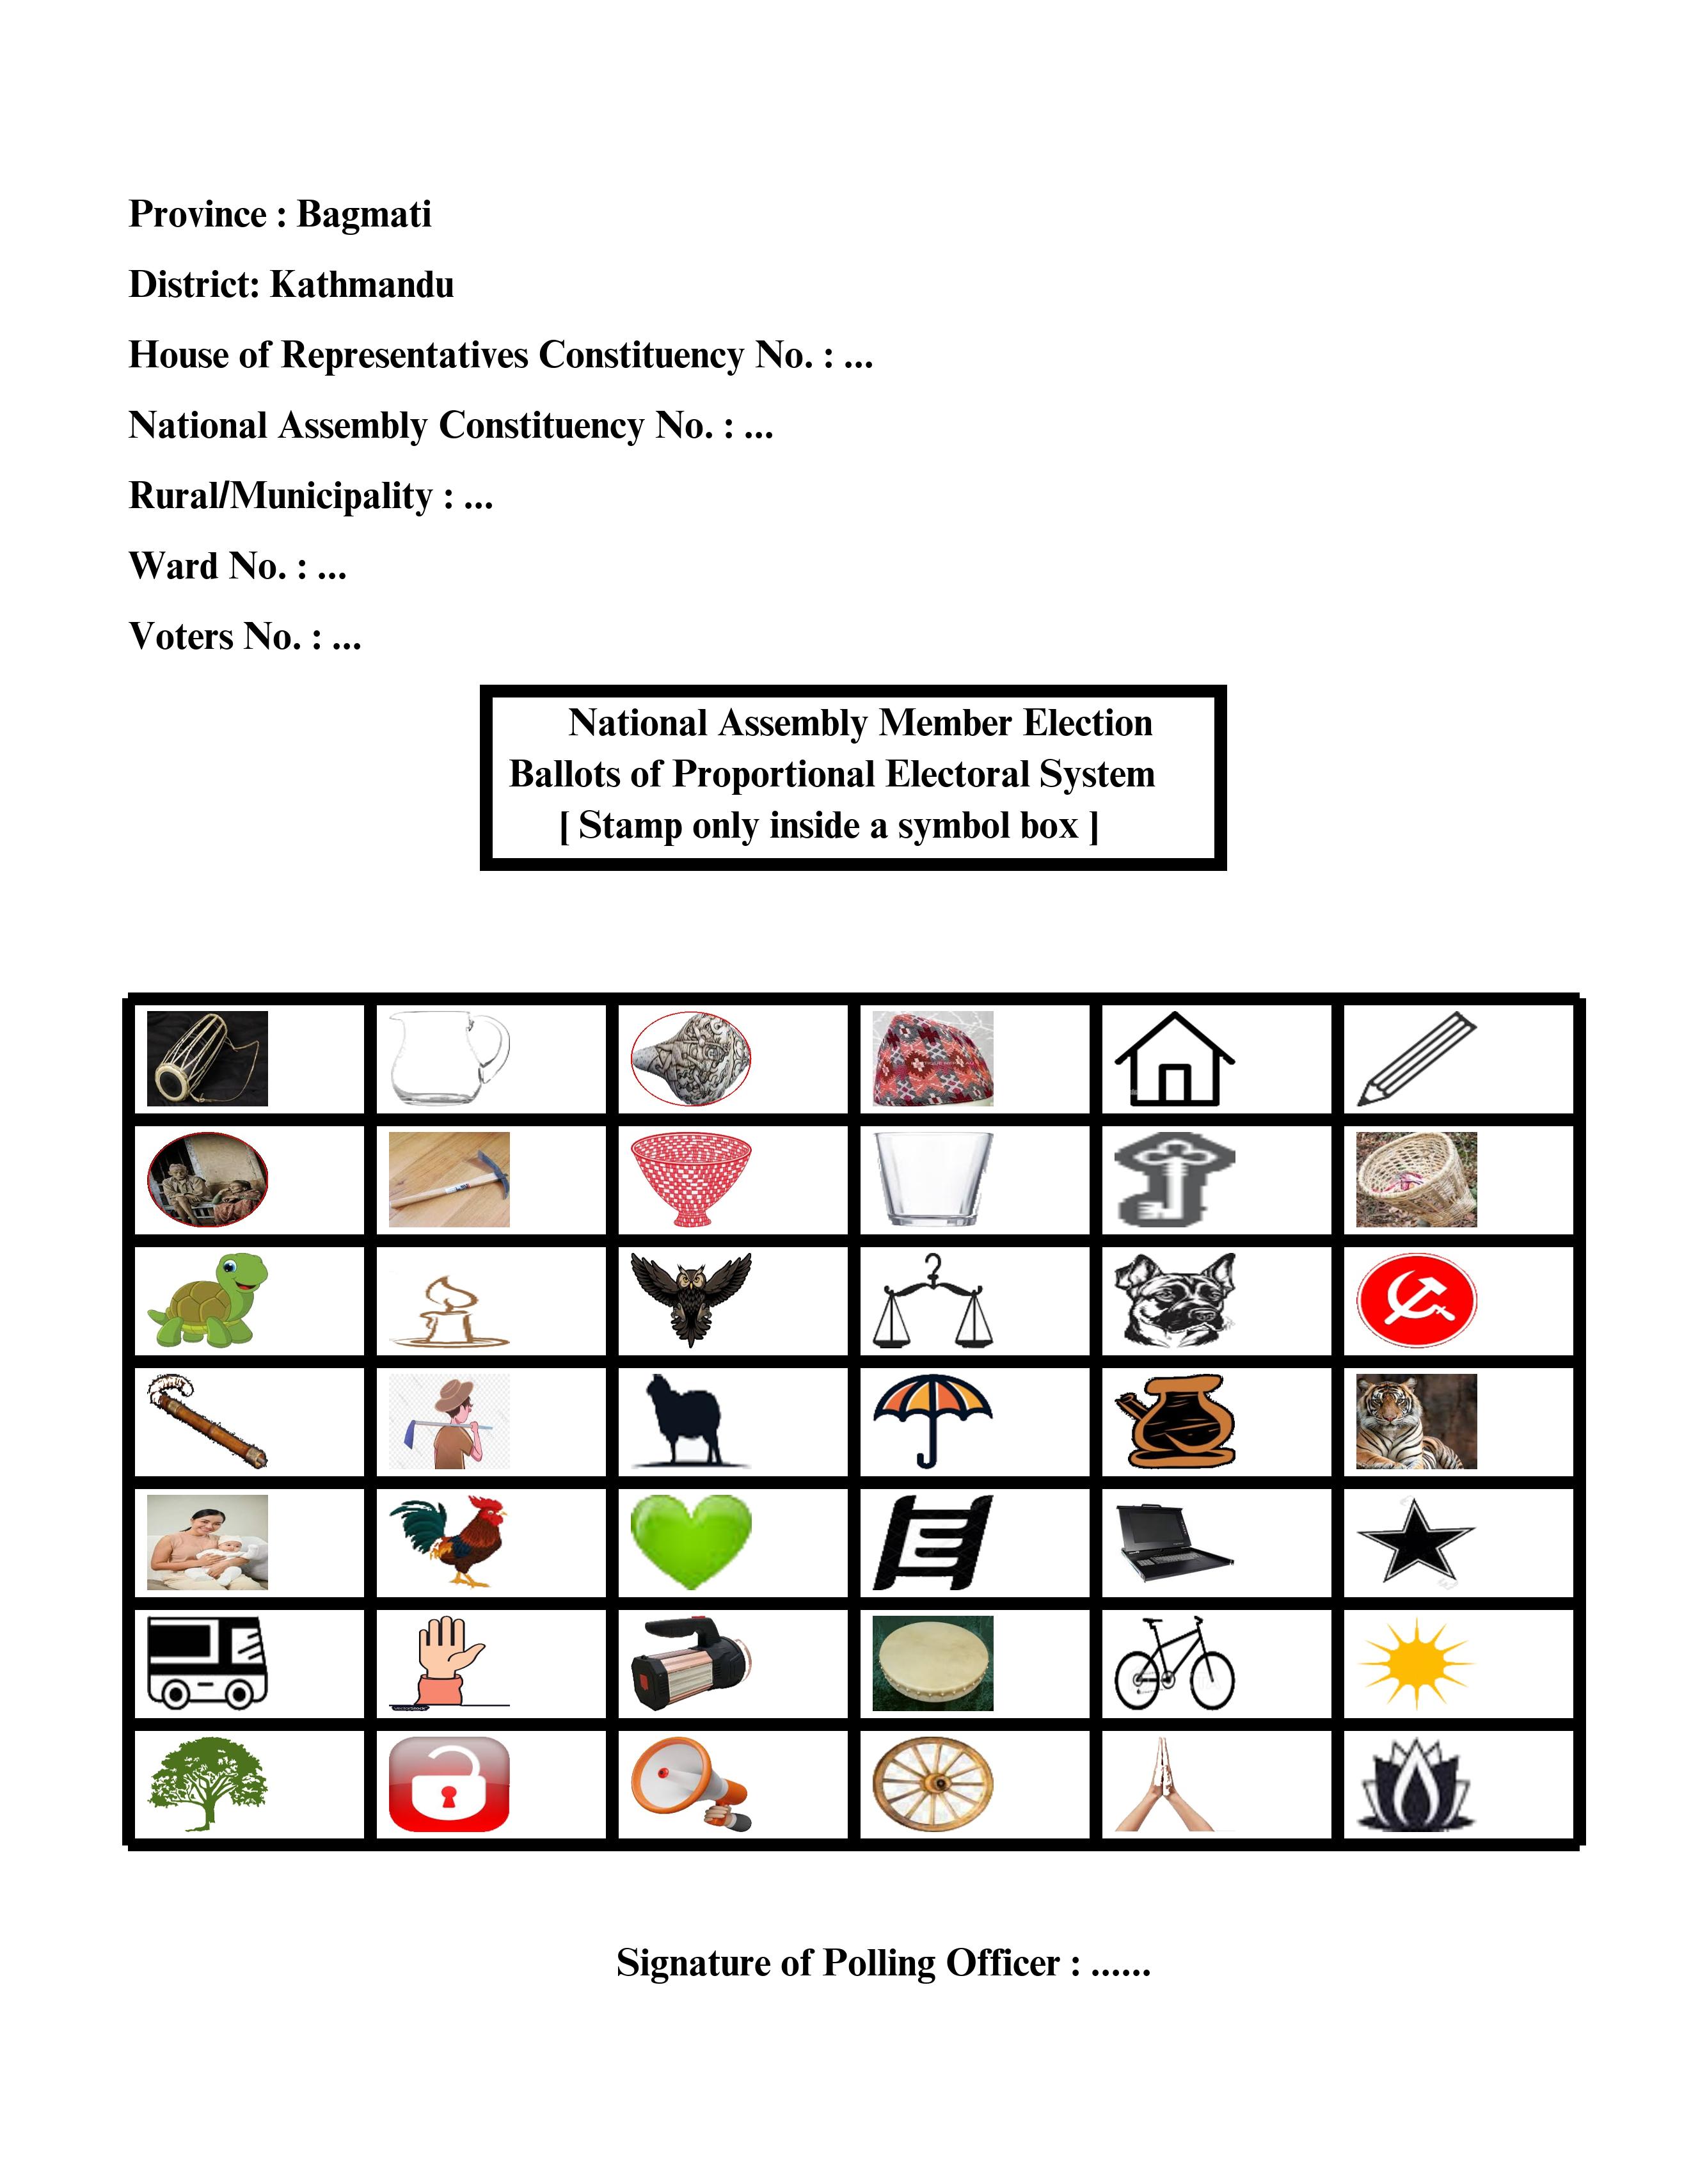 Province : Bagmati
District: Kathmandu
House of Representatives Constituency No. : ...
National Assembly Constituency No. : ...
Rural/Municipality : ...
Ward No. : ...
Voters No. : ...
National Assembly Member Election
Ballots of Proportional Electoral System
[ Stamp only inside a symbol box ]
Signature of Polling Officer : ......